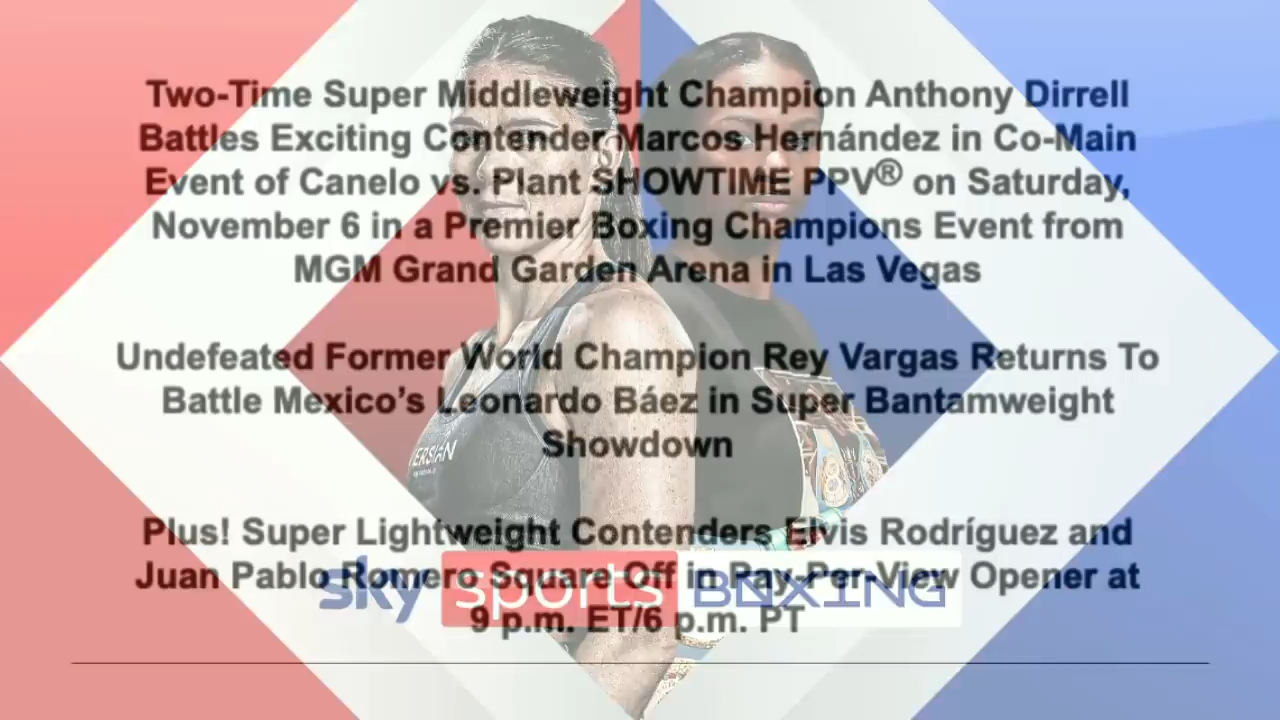 Two-Time Super Middleweight Champion Anthony Dirrell
Battles Exciting Contender Marcos Hernández in Co-Main
Event of Canelo vs. Plant SHOWTIME PPV® on Saturday,
November 6 in a Premier Boxing Champions Event from
MGM Grand Garden Arena in Las Vegas
Undefeated Former World Champion Rey Vargas Returns To
Battle Mexico’s Leonardo Báez in Super Bantamweight
Showdown
ERSIAN
Plus! Super Lightweight Contenders Elvis Rodríguez and
Juan Pablo Romero Square Off in Pay-Per-View Opener at
sky sports BOXING
9 p.m. ET/6 p.m. PT